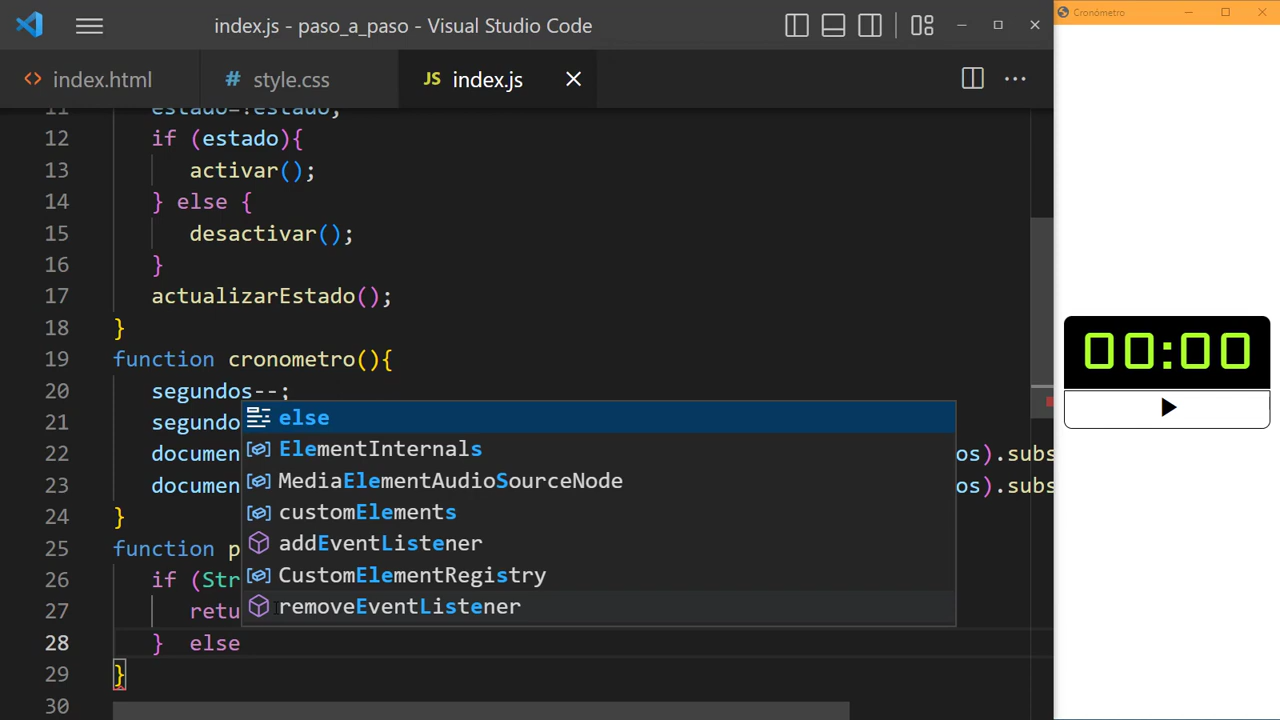 index.js - paso_a_paso - Visual Studio Code
Cronómetro
index.html
# style.css
JS index.js
11 estado=!estado;
12 if (estado){
13 activar();
14 } else {
15 desactivar();
16 }
17 actualizarEstado();
18 }
19 function cronometro(){
20 segundos--;
21 segundo
22 documen os).subs
23 documen os).subs
24 }
25 function p
26 if (Str
27 retu
28 } else
29 }
30
else
ElementInternals
MediaElementAudioSourceNode
customElements
addEventListener
CustomElementRegistry
removeEventListener
00:00